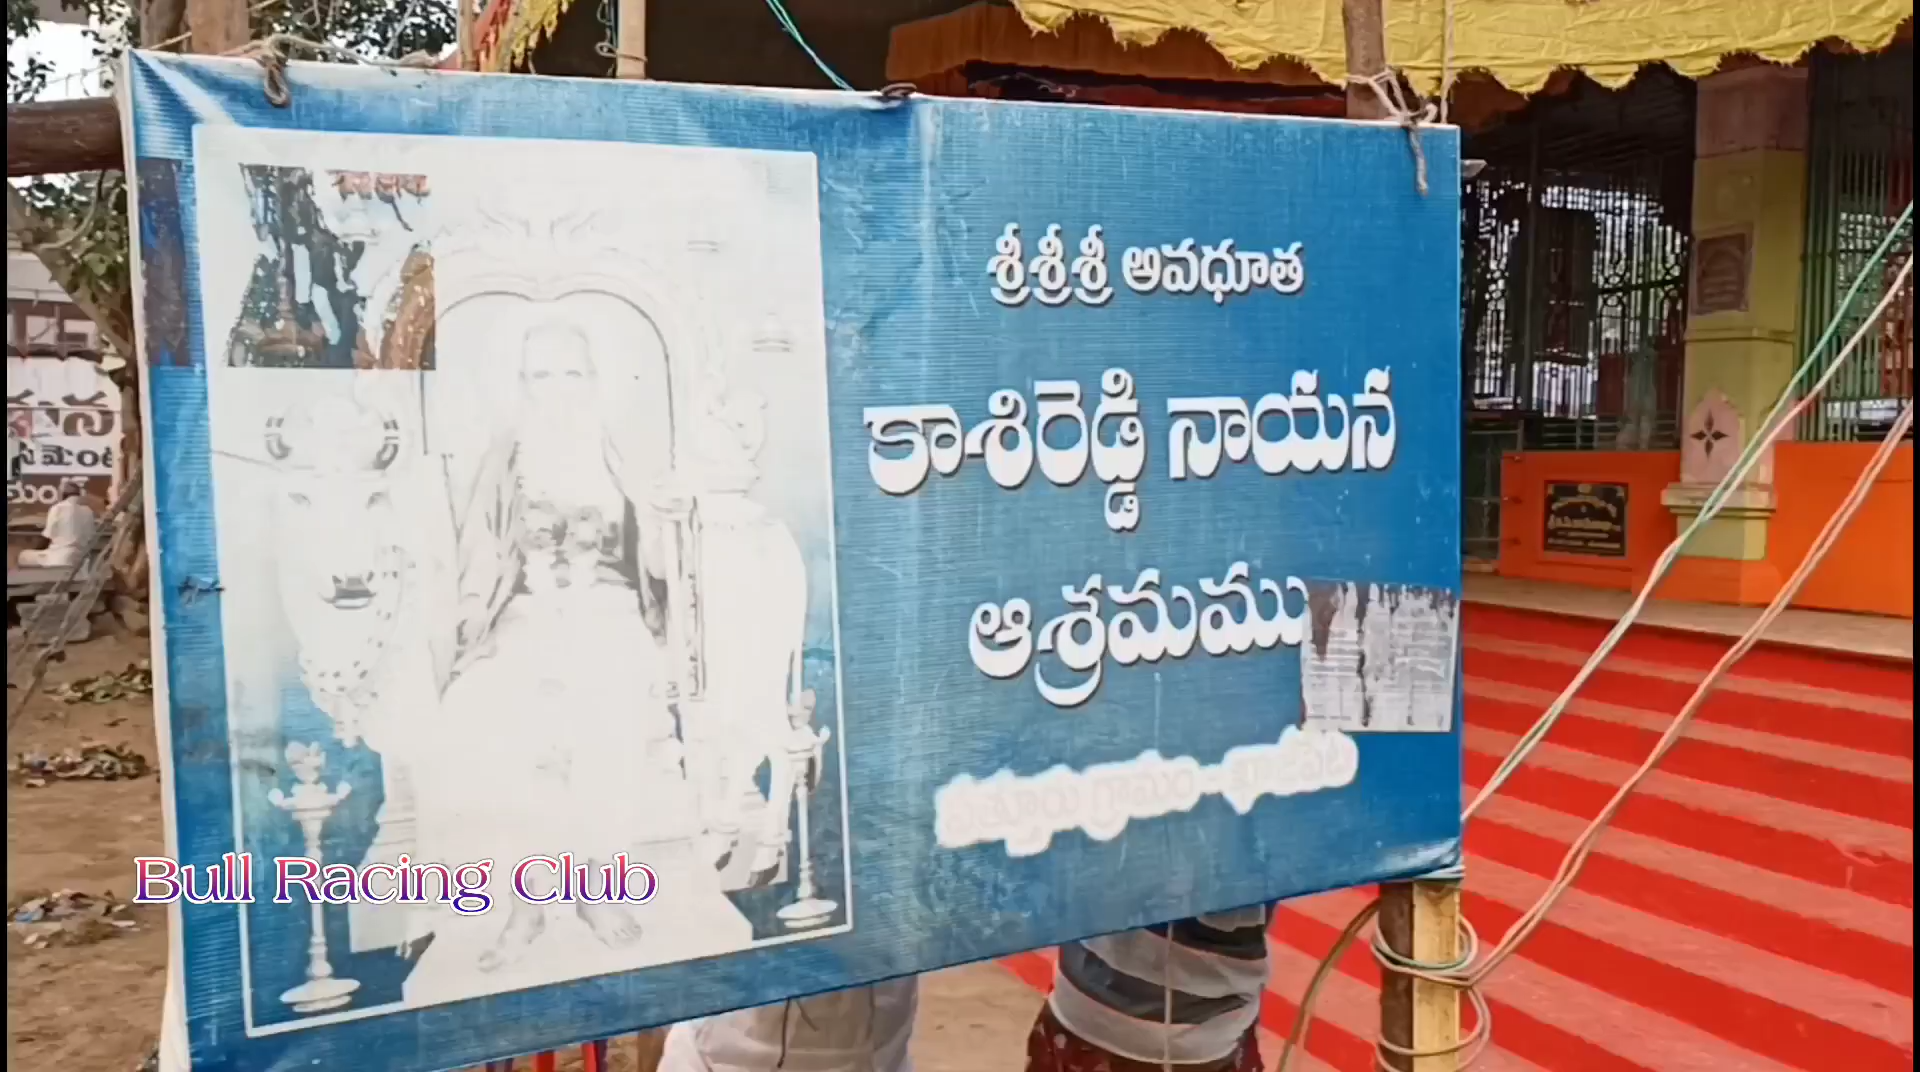 శ్రీశ్రీశ్రీ అవధూత
కాశిరెడ్డి నాయన
ఆశ్రమము
గ్రామం
Bull Racing Club